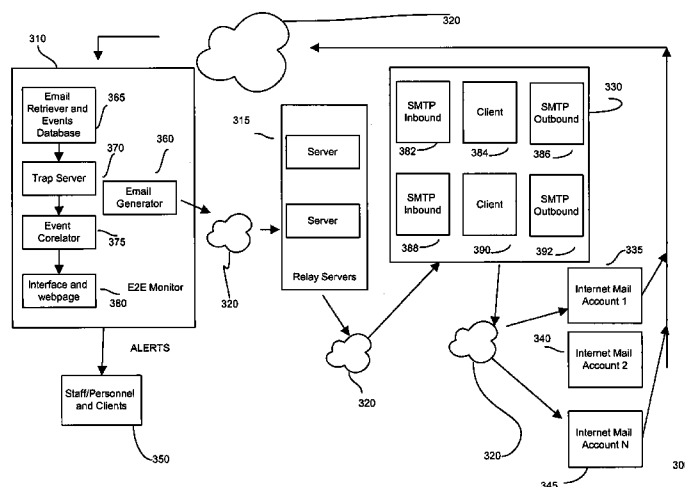 320
310
Email
Retriever and
Events
Database
365
370
360
Trap Server
Email
Generator
Event
Corelator
375
Interface and
webpage
380
E2E Monitor
320
315
Server
Server
Relay Servers
320
330
SMTP
Inbound
382
Client
384
SMTP
Outbound
386
SMTP
Inbound
388
Client
390
SMTP
Outbound
392
335
Internet Mail
Account 1
340
Internet Mail
Account 2
Internet Mail
Account N
345
320
ALERTS
Staff/Personnel
and Clients
350